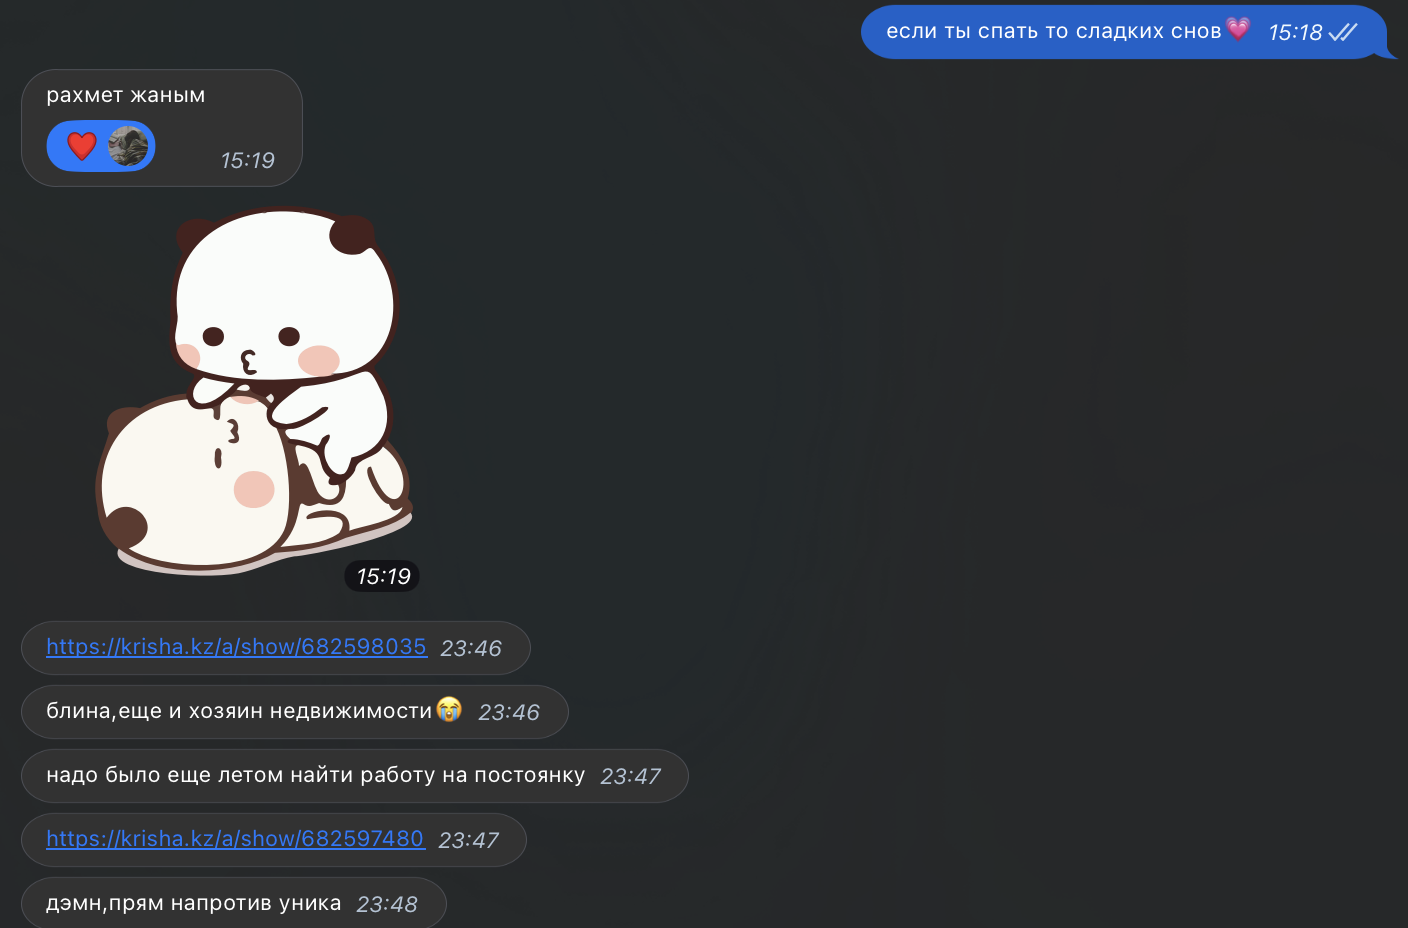 если ты спать то сладких снов💗 15:18
рахмет жаным
❤️ 15:19
15:19
https://krisha.kz/a/show/682598035 23:46
блина,еще и хозяин недвижимости😭 23:46
надо было еще летом найти работу на постоянку 23:47
https://krisha.kz/a/show/682597480 23:47
дэмн,прям напротив уника 23:48